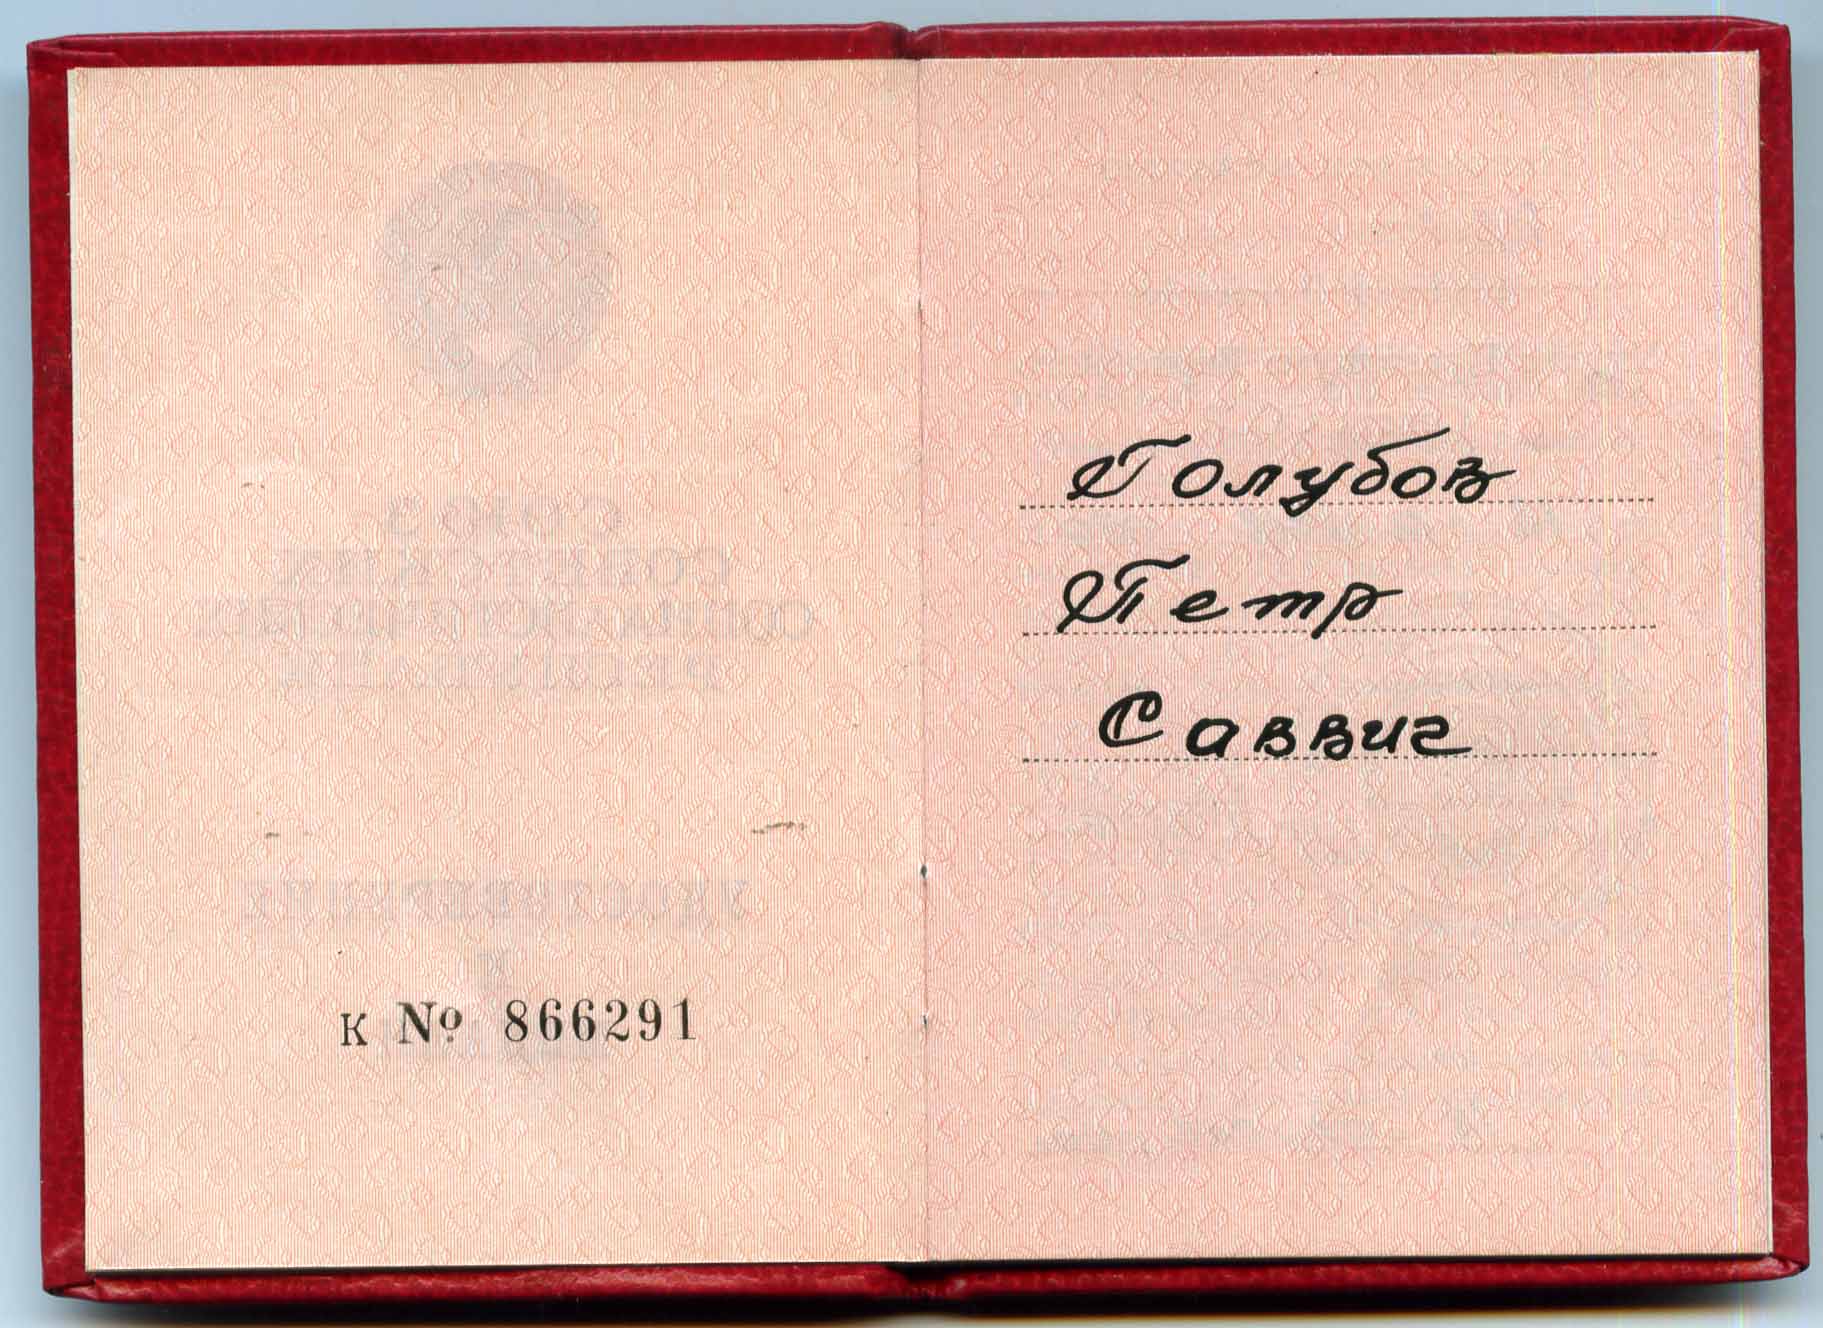 к № 866291
Голубов
Петр
Саввич